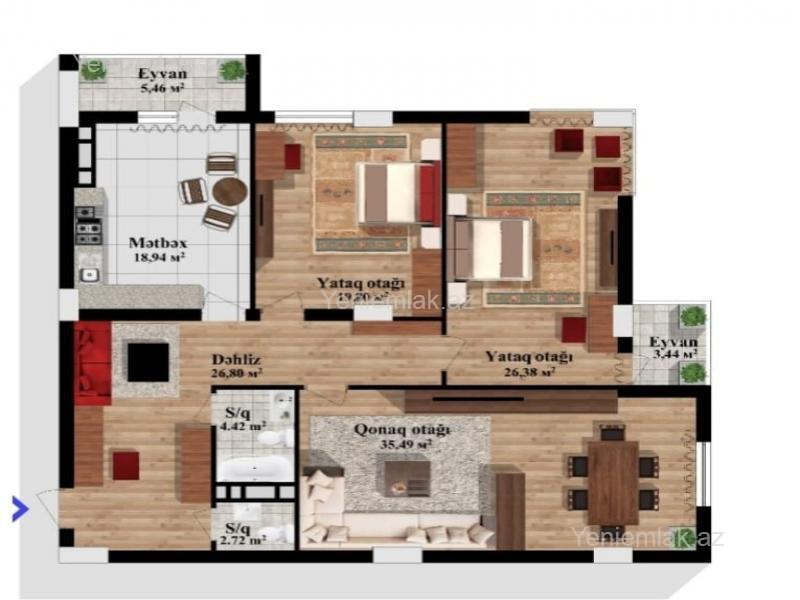 Eyvan
5,46 м²
Mətbəx
18,94 м²
Yataq otağı
Yeniemlak.az
Dəhliz
26,80 м²
Yataq otağı
26,38 м²
Eyvan
3,44 м²
S/q
4.42 m²
Qonaq otağı
35,49 м²
S/q
2.72 м²
Yeniemlak.az